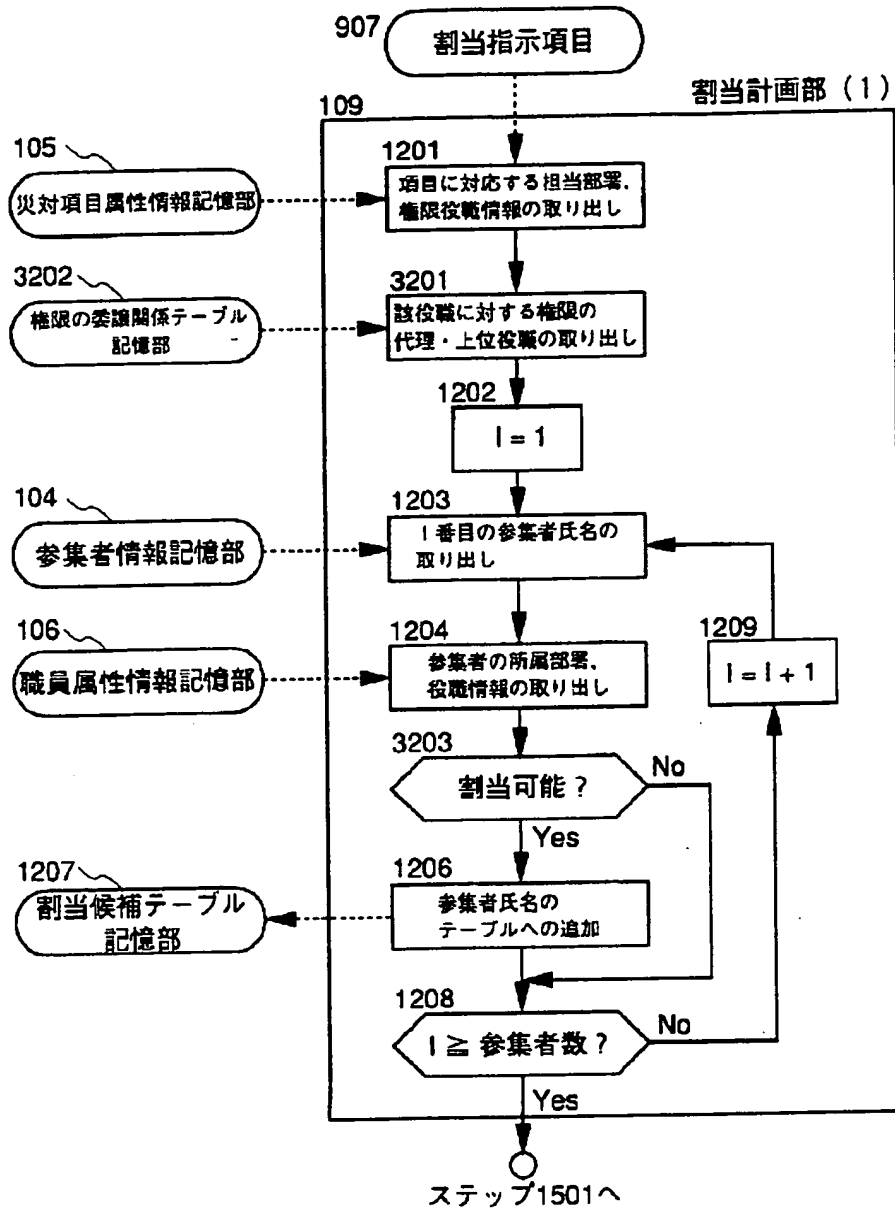 907
割当指示項目
109
割当計画部(1)
105
災対項目属性情報記憶部
1201
項目に対応する担当部署,
権限役職情報の取り出し
3202
権限の委譲関係テーブル
記憶部
3201
該役職に対する権限の
代理・上位役職の取り出し
1202
I = 1
104
参集者情報記憶部
1203
I 番目の参集者氏名の
取り出し
106
職員属性情報記憶部
1204
参集者の所属部署,
役職情報の取り出し
1209
I = I + 1
3203
割当可能?
No
Yes
1207
割当候補テーブル
記憶部
1206
参集者氏名の
テーブルへの追加
1208
I ≧ 参集者数?
No
Yes
ステップ1501へ